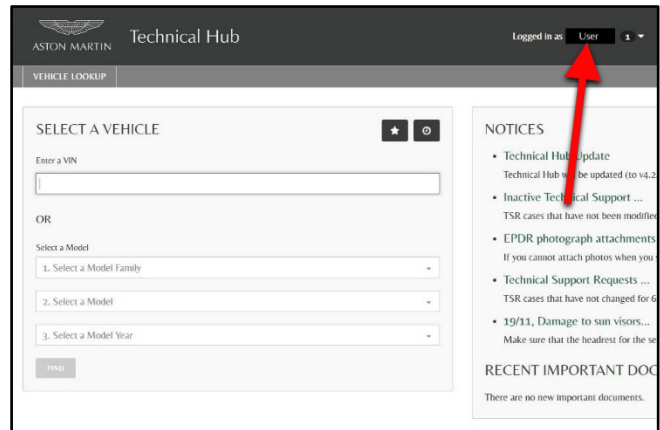 ASTON MARTIN
Technical Hub
Logged in as User 1
VEHICLE LOOKUP
SELECT A VEHICLE
Enter a VIN
OR
Select a Model
1. Select a Model Family
2. Select a Model
3. Select a Model Year
FIND
NOTICES
• Technical Hub Update
Technical Hub be updated (to v4.2
• Inactive Technical Support ...
TSR cases that have not been modified
• EPDR photograph attachments
If you cannot attach photos when you
• Technical Support Requests ...
TSR cases that have not changed for 6
• 19/11, Damage to sun visors...
Make sure that the headrest for the se
RECENT IMPORTANT DOC
There are no new important documents.